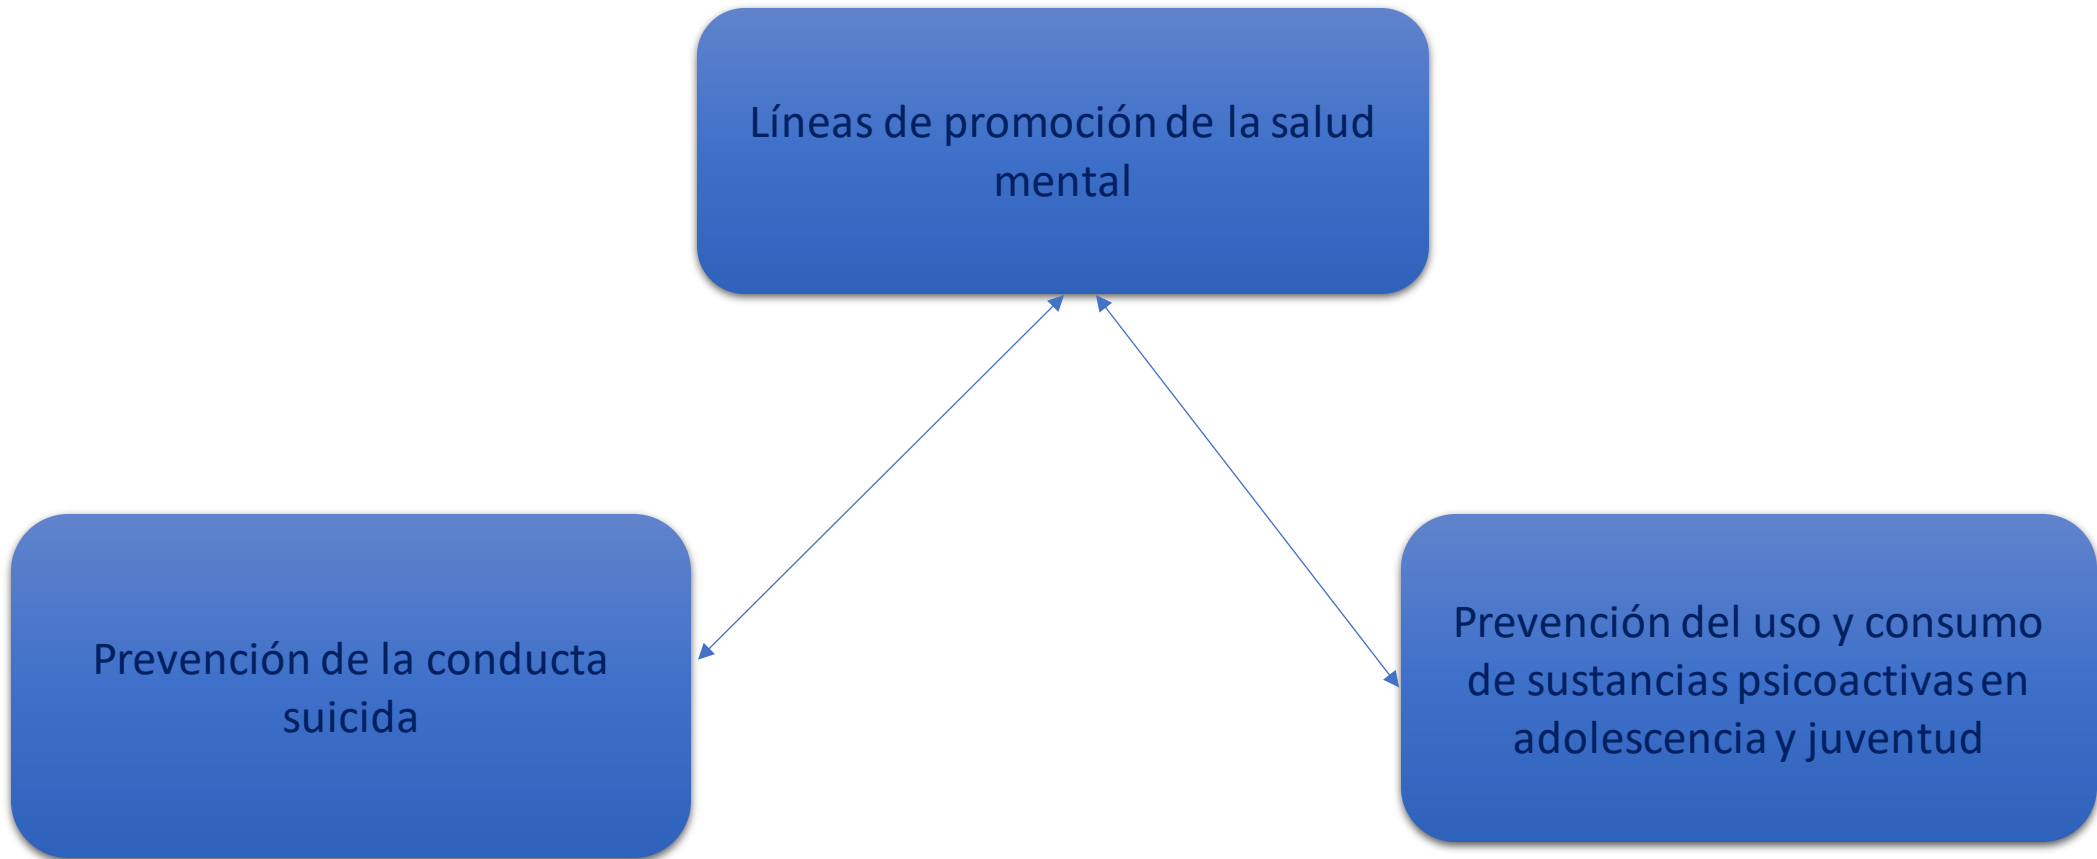 Líneas de promoción de la salud
mental
Prevención de la conducta
suicida
Prevención del uso y consumo
de sustancias psicoactivas en
adolescencia y juventud